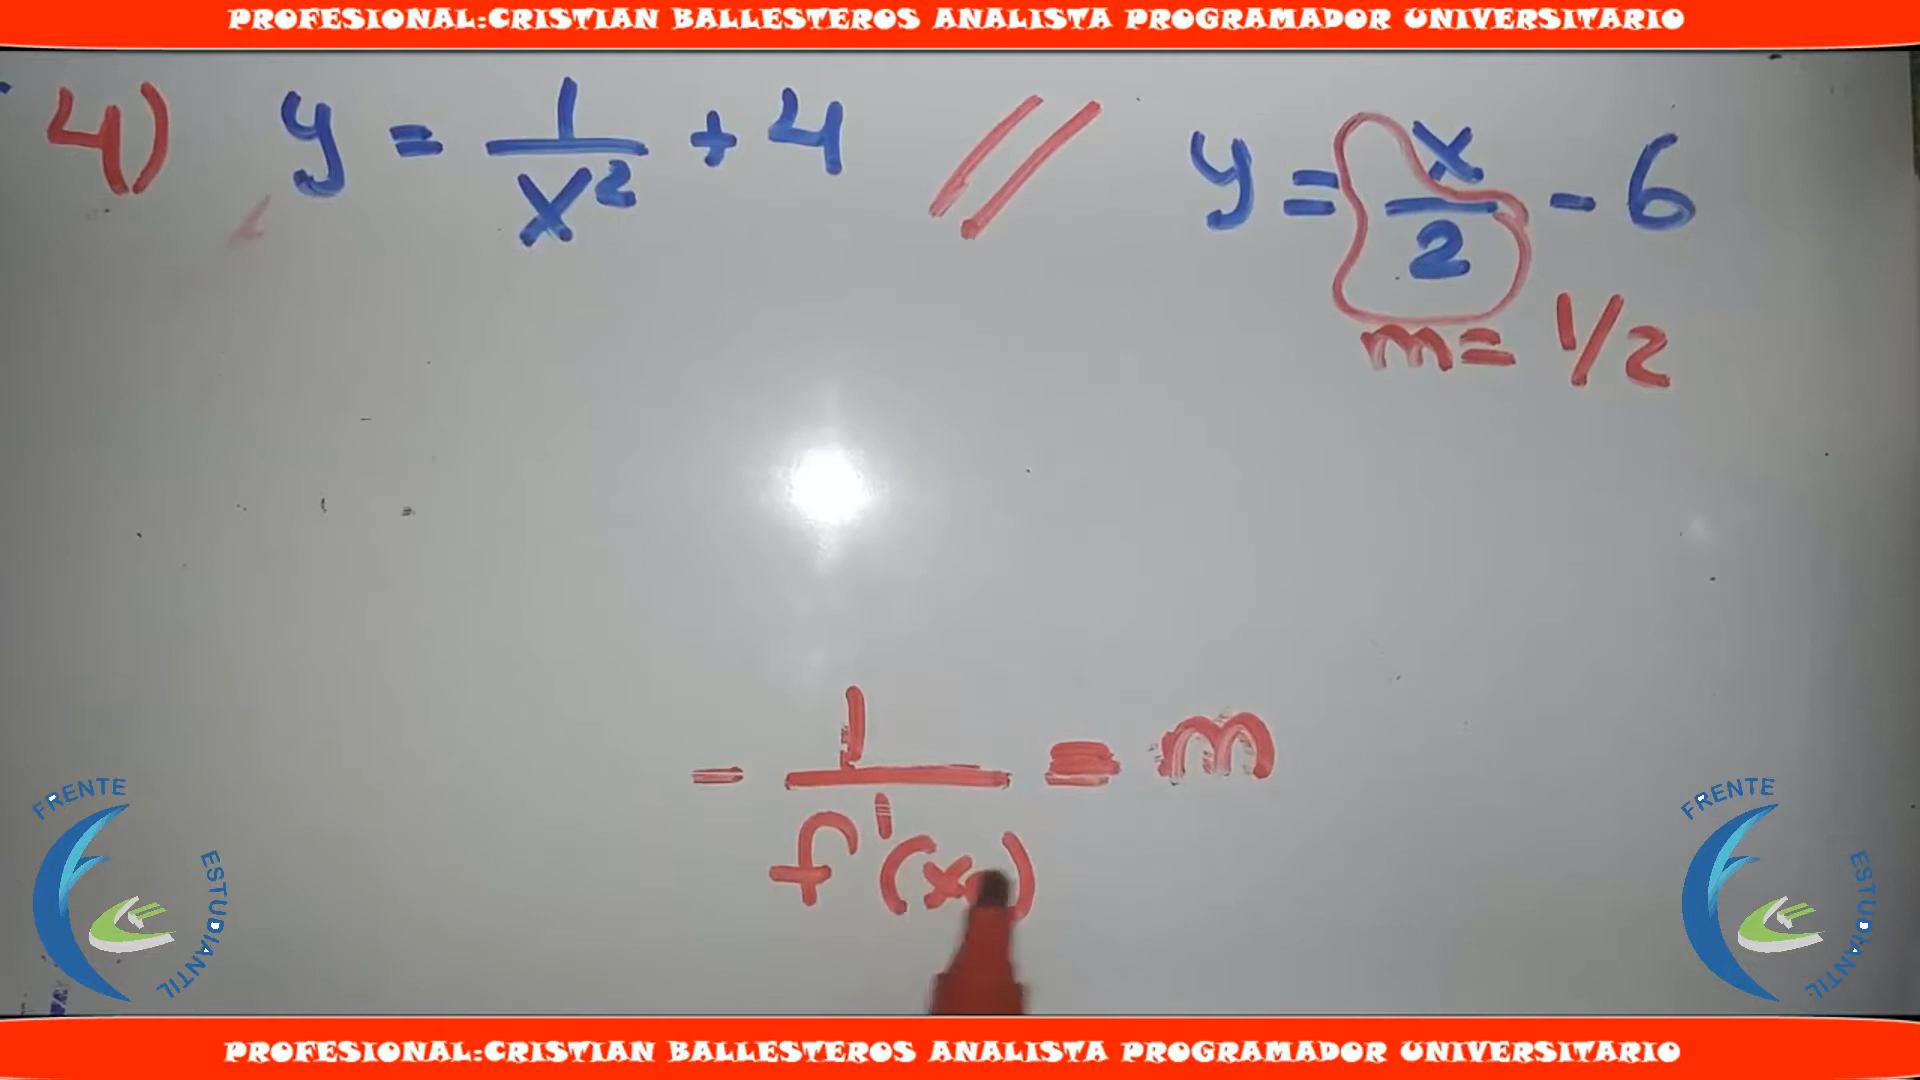 PROFESIONAL:CRISTIAN BALLESTEROS ANALISTA PROGRAMADOR UNIVERSITARIO
4) y = 1/x² + 4 // y = x/2 - 6
m = 1/2
- 1/f'(x₀) = m
FRENTE ESTUDIANTIL
FRENTE ESTUDIANTIL
PROFESIONAL:CRISTIAN BALLESTEROS ANALISTA PROGRAMADOR UNIVERSITARIO